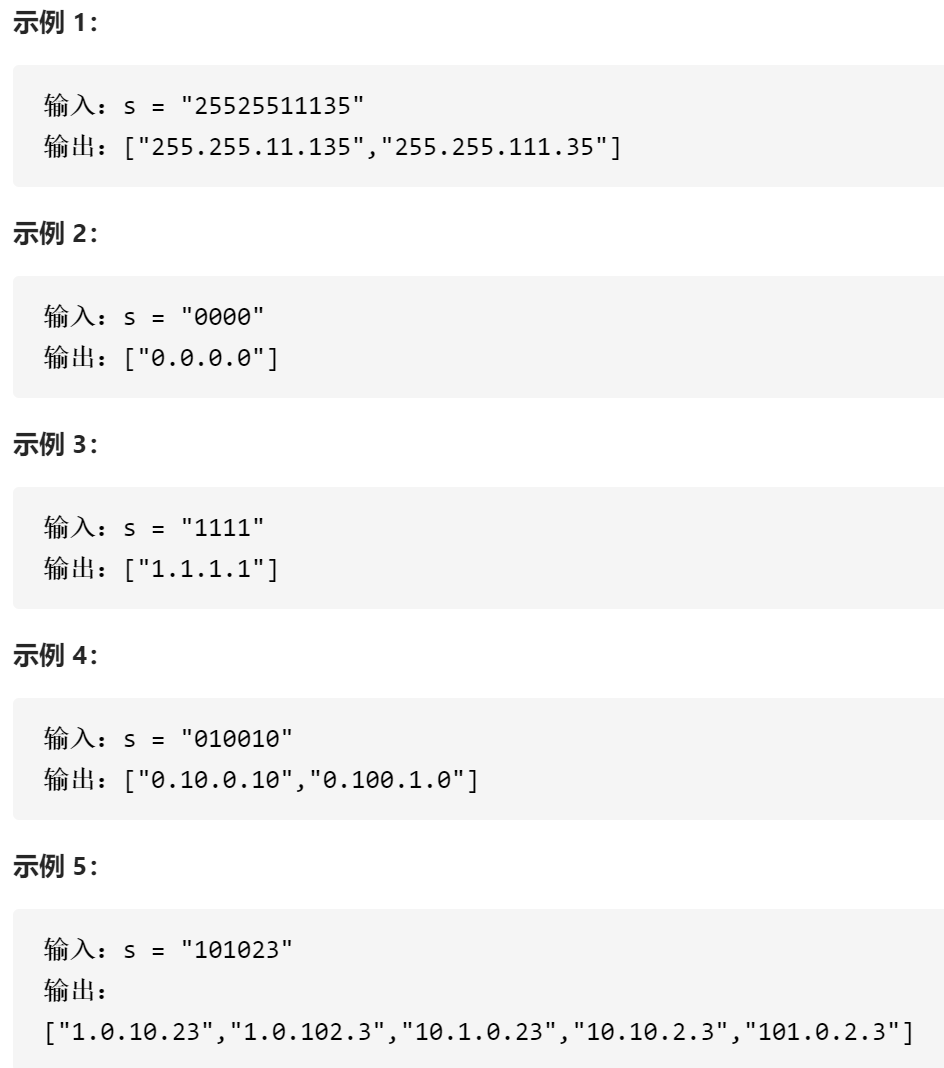 示例 1：
输入：s = "25525511135"
输出：["255.255.11.135","255.255.111.35"]
示例 2：
输入：s = "0000"
输出：["0.0.0.0"]
示例 3：
输入：s = "1111"
输出：["1.1.1.1"]
示例 4：
输入：s = "010010"
输出：["0.10.0.10","0.100.1.0"]
示例 5：
输入：s = "101023"
输出：
["1.0.10.23","1.0.102.3","10.1.0.23","10.10.2.3","101.0.2.3"]